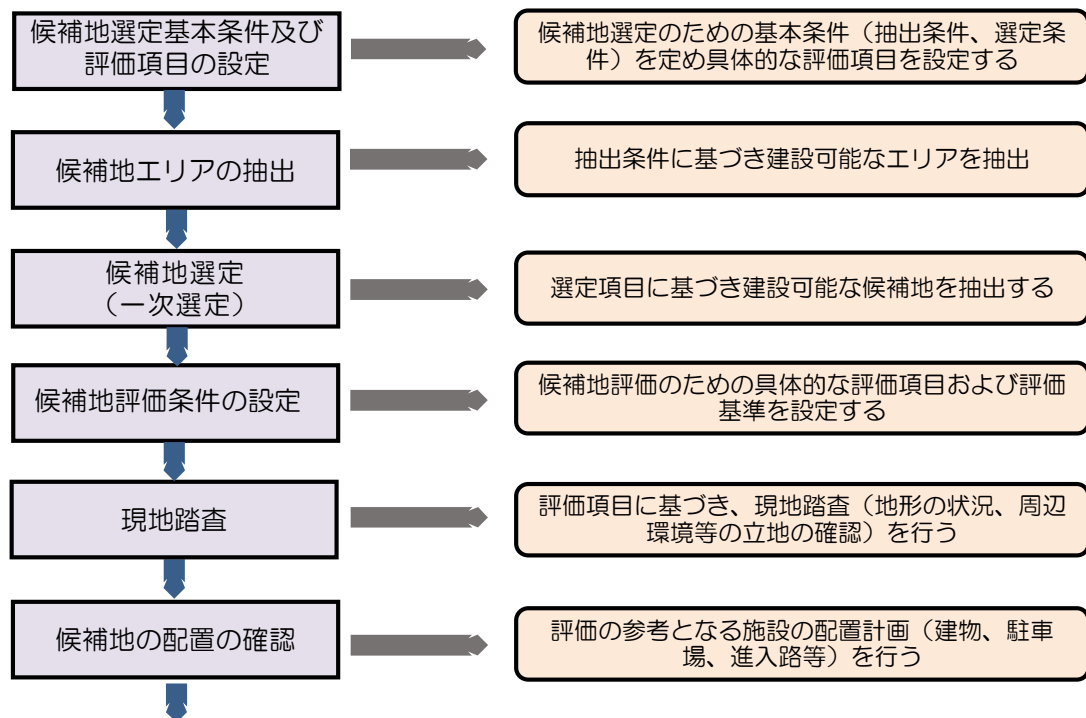 候補地選定基本条件及び
評価項目の設定
候補地選定のための基本条件（抽出条件、選定条
件）を定め具体的な評価項目を設定する
候補地エリアの抽出
抽出条件に基づき建設可能なエリアを抽出
候補地選定
（一次選定）
選定項目に基づき建設可能な候補地を抽出する
候補地評価条件の設定
候補地評価のための具体的な評価項目および評価
基準を設定する
現地踏査
評価項目に基づき、現地踏査（地形の状況、周辺
環境等の立地の確認）を行う
候補地の配置の確認
評価の参考となる施設の配置計画（建物、駐車
場、進入路等）を行う